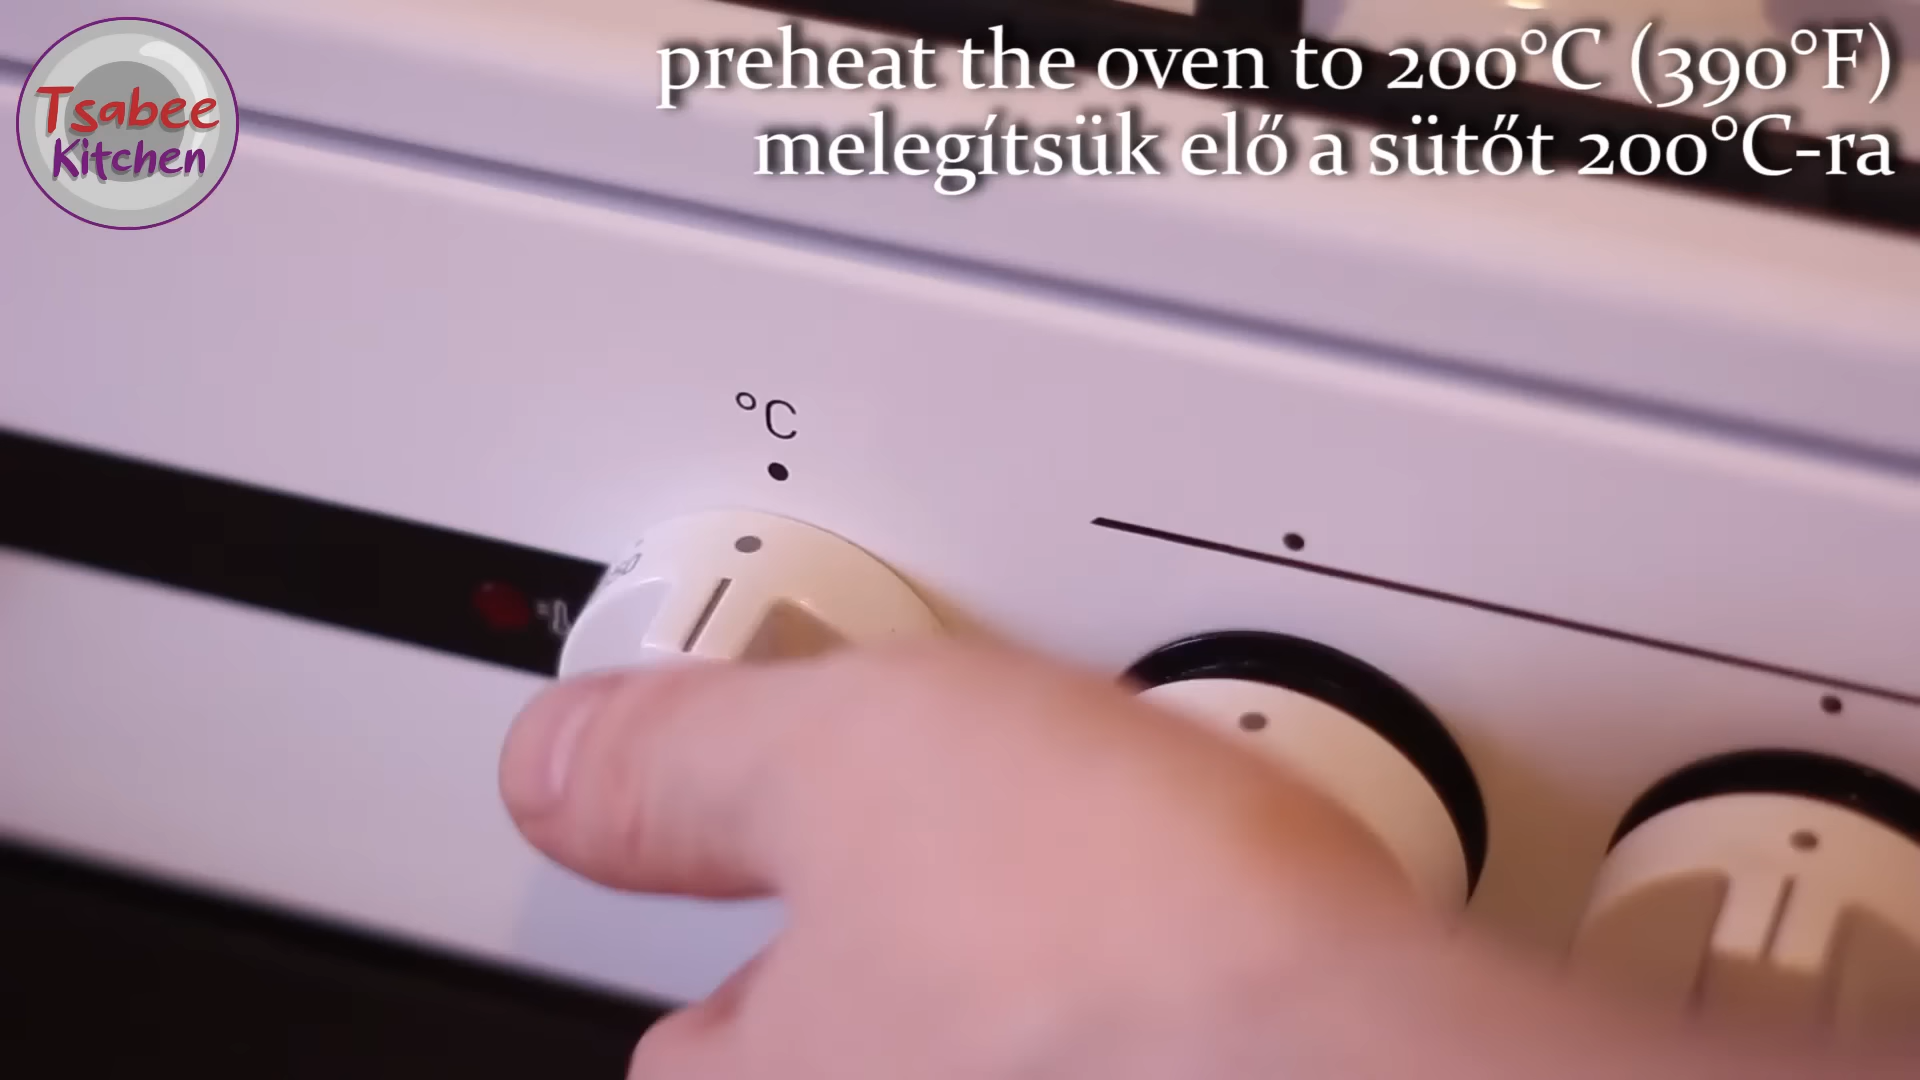 Tsabee
Kitchen
preheat the oven to 200°C (390°F)
melegítsük elő a sütőt 200°C-ra
°C